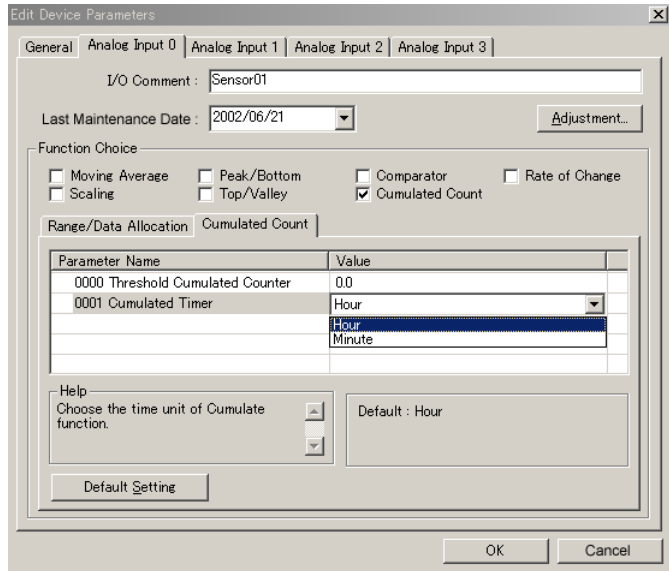 Edit Device Parameters
General Analog Input 0 Analog Input 1 Analog Input 2 Analog Input 3
I/O Comment : Sensor01
Last Maintenance Date : 2002/06/21 Adjustment...
Function Choice
Moving Average Peak/Bottom Comparator Rate of Change
Scaling Top/Valley Cumulated Count
Range/Data Allocation Cumulated Count
Parameter Name Value
0000 Threshold Cumulated Counter 0.0
0001 Cumulated Timer Hour
Hour
Minute
Help
Choose the time unit of Cumulate
function.
Default : Hour
Default Setting
OK Cancel